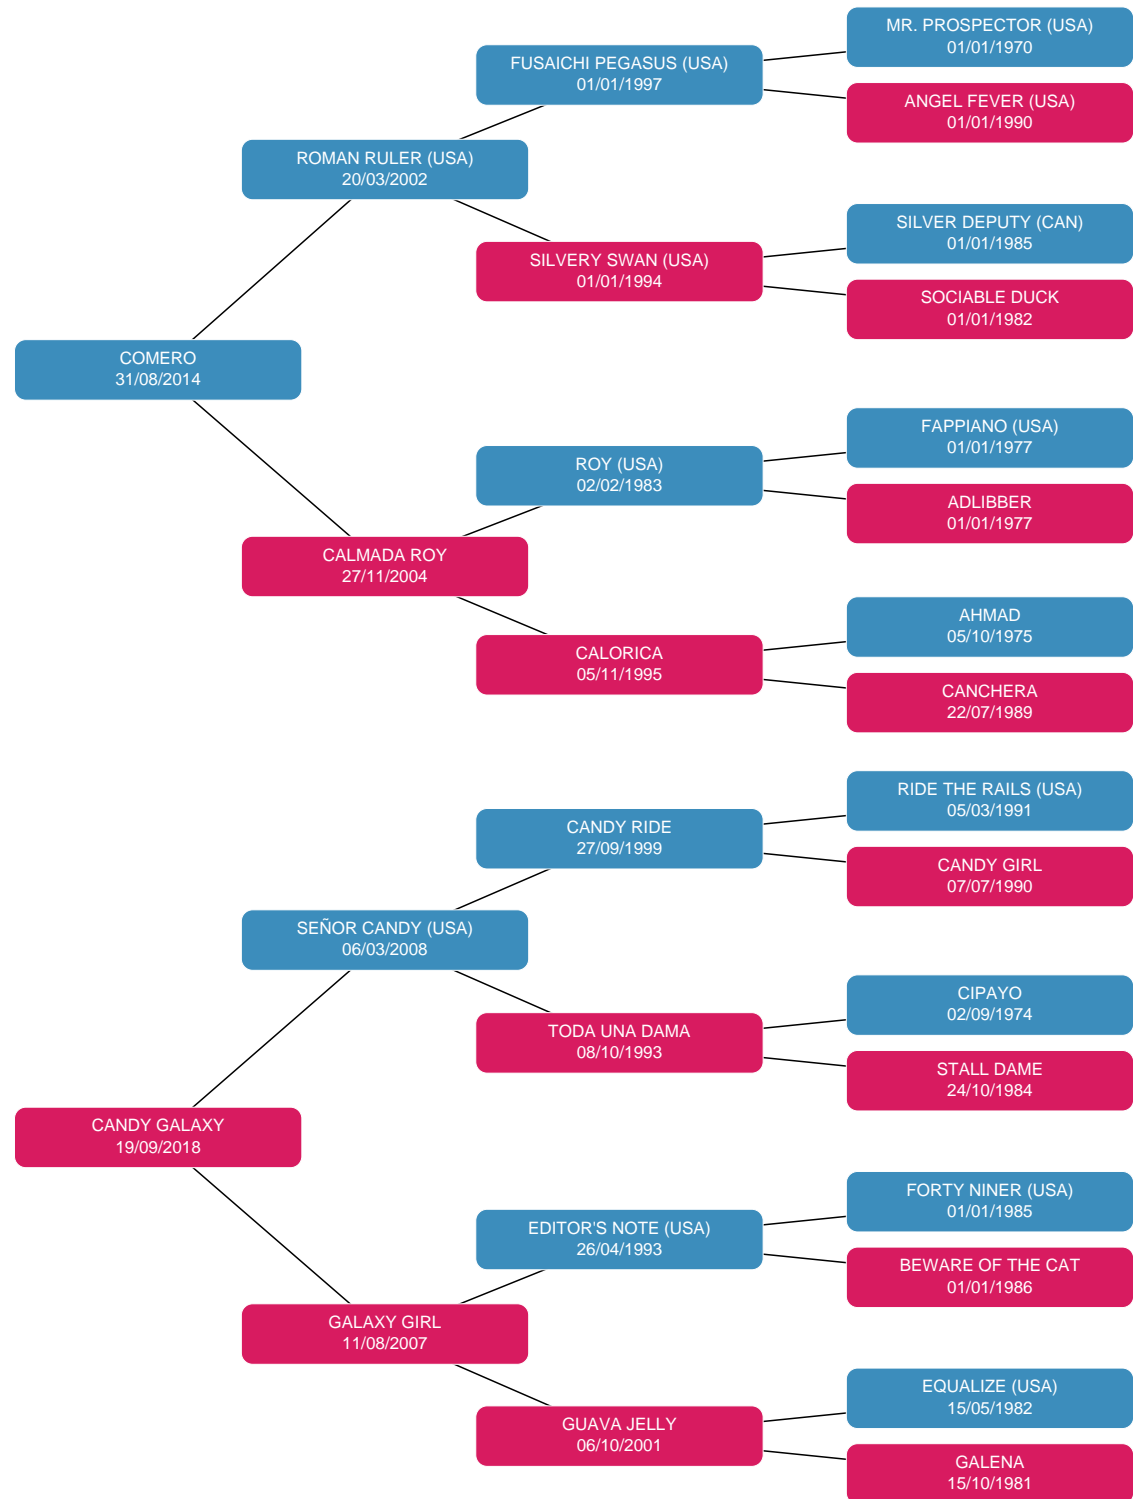 MR. PROSPECTOR (USA)
01/01/1970
FUSAICHI PEGASUS (USA)
01/01/1997
ANGEL FEVER (USA)
01/01/1990
ROMAN RULER (USA)
20/03/2002
SILVER DEPUTY (CAN)
01/01/1985
SILVERY SWAN (USA)
01/01/1994
SOCIABLE DUCK
01/01/1982
COMERO
31/08/2014
FAPPIANO (USA)
01/01/1977
ROY (USA)
02/02/1983
ADLIBBER
01/01/1977
CALMADA ROY
27/11/2004
AHMAD
05/10/1975
CALORICA
05/11/1995
CANCHERA
22/07/1989
RIDE THE RAILS (USA)
05/03/1991
CANDY RIDE
27/09/1999
CANDY GIRL
07/07/1990
SEÑOR CANDY (USA)
06/03/2008
CIPAYO
02/09/1974
TODA UNA DAMA
08/10/1993
STALL DAME
24/10/1984
CANDY GALAXY
19/09/2018
FORTY NINER (USA)
01/01/1985
EDITOR'S NOTE (USA)
26/04/1993
BEWARE OF THE CAT
01/01/1986
GALAXY GIRL
11/08/2007
EQUALIZE (USA)
15/05/1982
GUAVA JELLY
06/10/2001
GALENA
15/10/1981